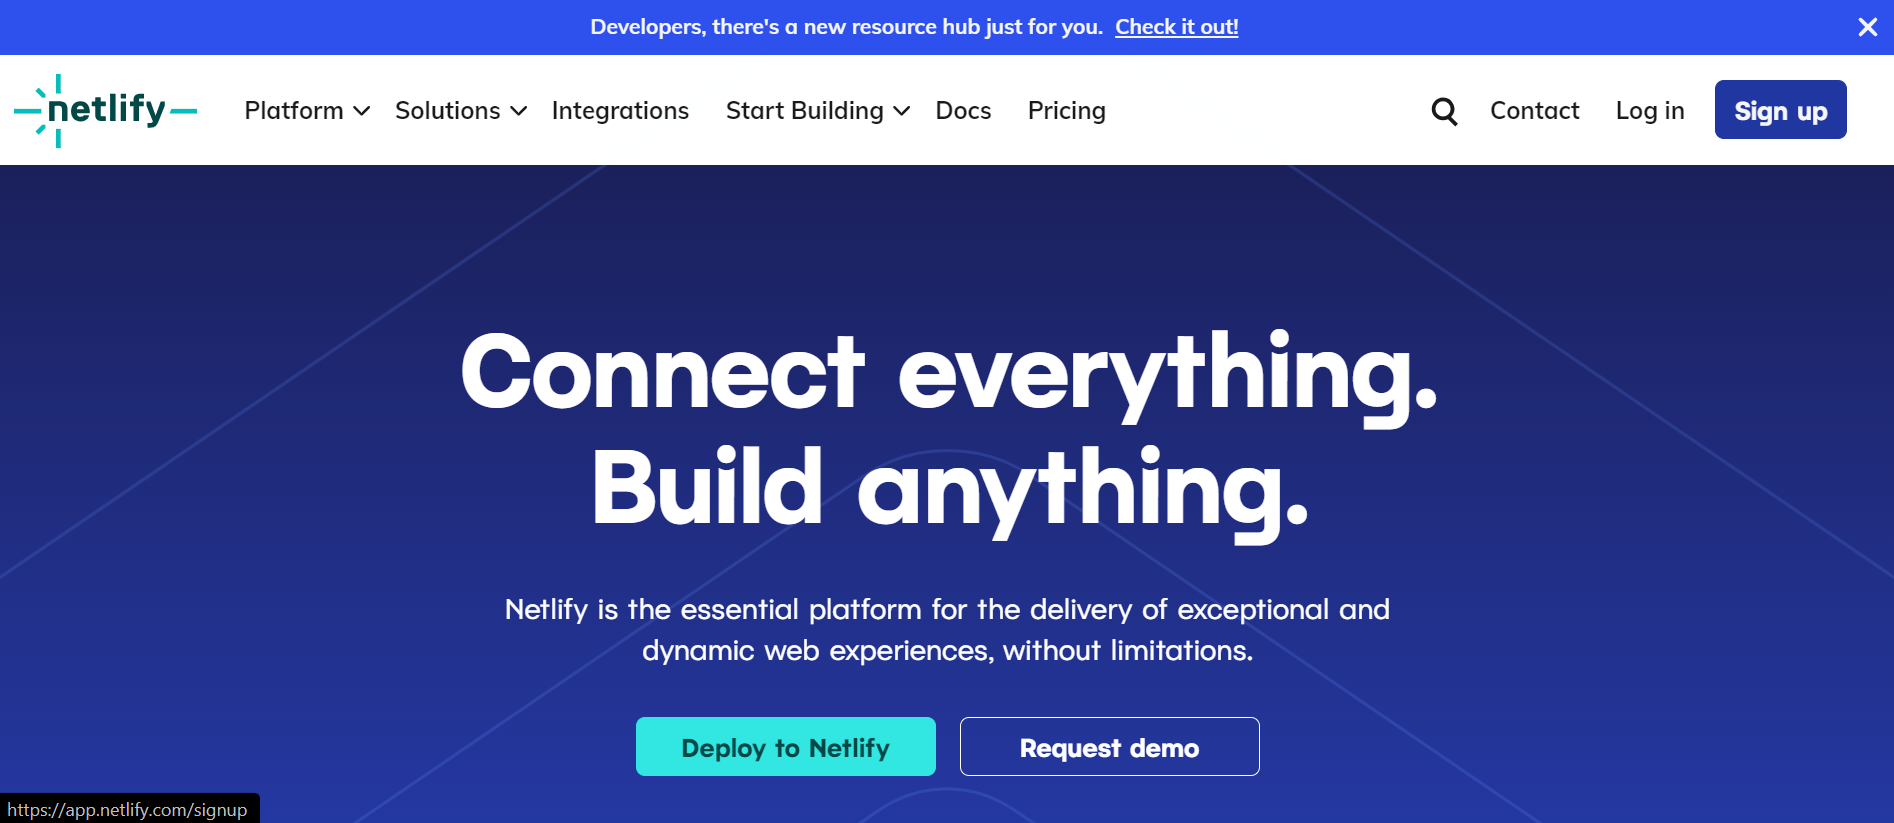 Developers, there's a new resource hub just for you. Check it out!
netlify Platform Solutions Integrations Start Building Docs Pricing Contact Log in Sign up
Connect everything.
Build anything.
Netlify is the essential platform for the delivery of exceptional and
dynamic web experiences, without limitations.
Deploy to Netlify Request demo
https://app.netlify.com/signup